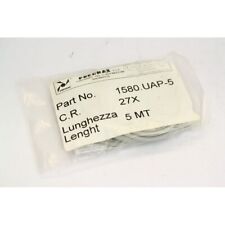 Part No. 1580.UAP-5
C.R. 27X
Lunghezza
Lenght 5 MT